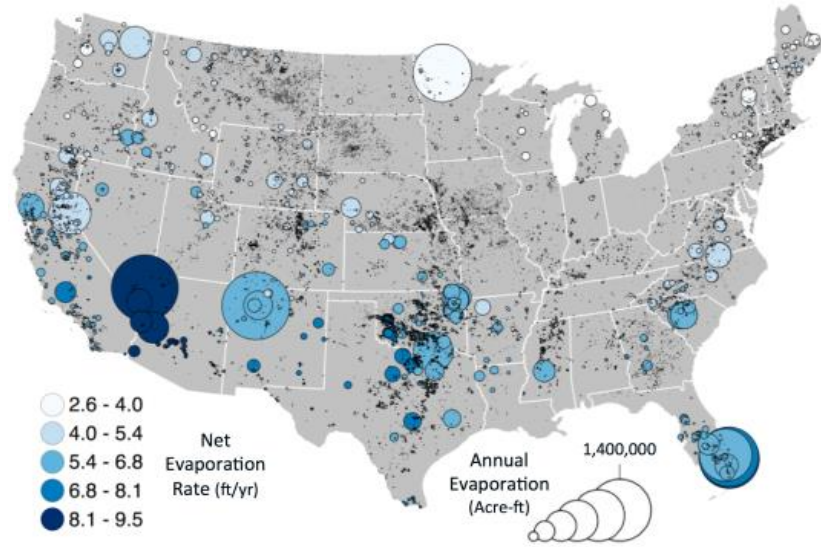 2.6 - 4.0
4.0 - 5.4
5.4 - 6.8
6.8 - 8.1
8.1 - 9.5
Net
Evaporation
Rate (ft/yr)
Annual
Evaporation
(Acre-ft)
1,400,000